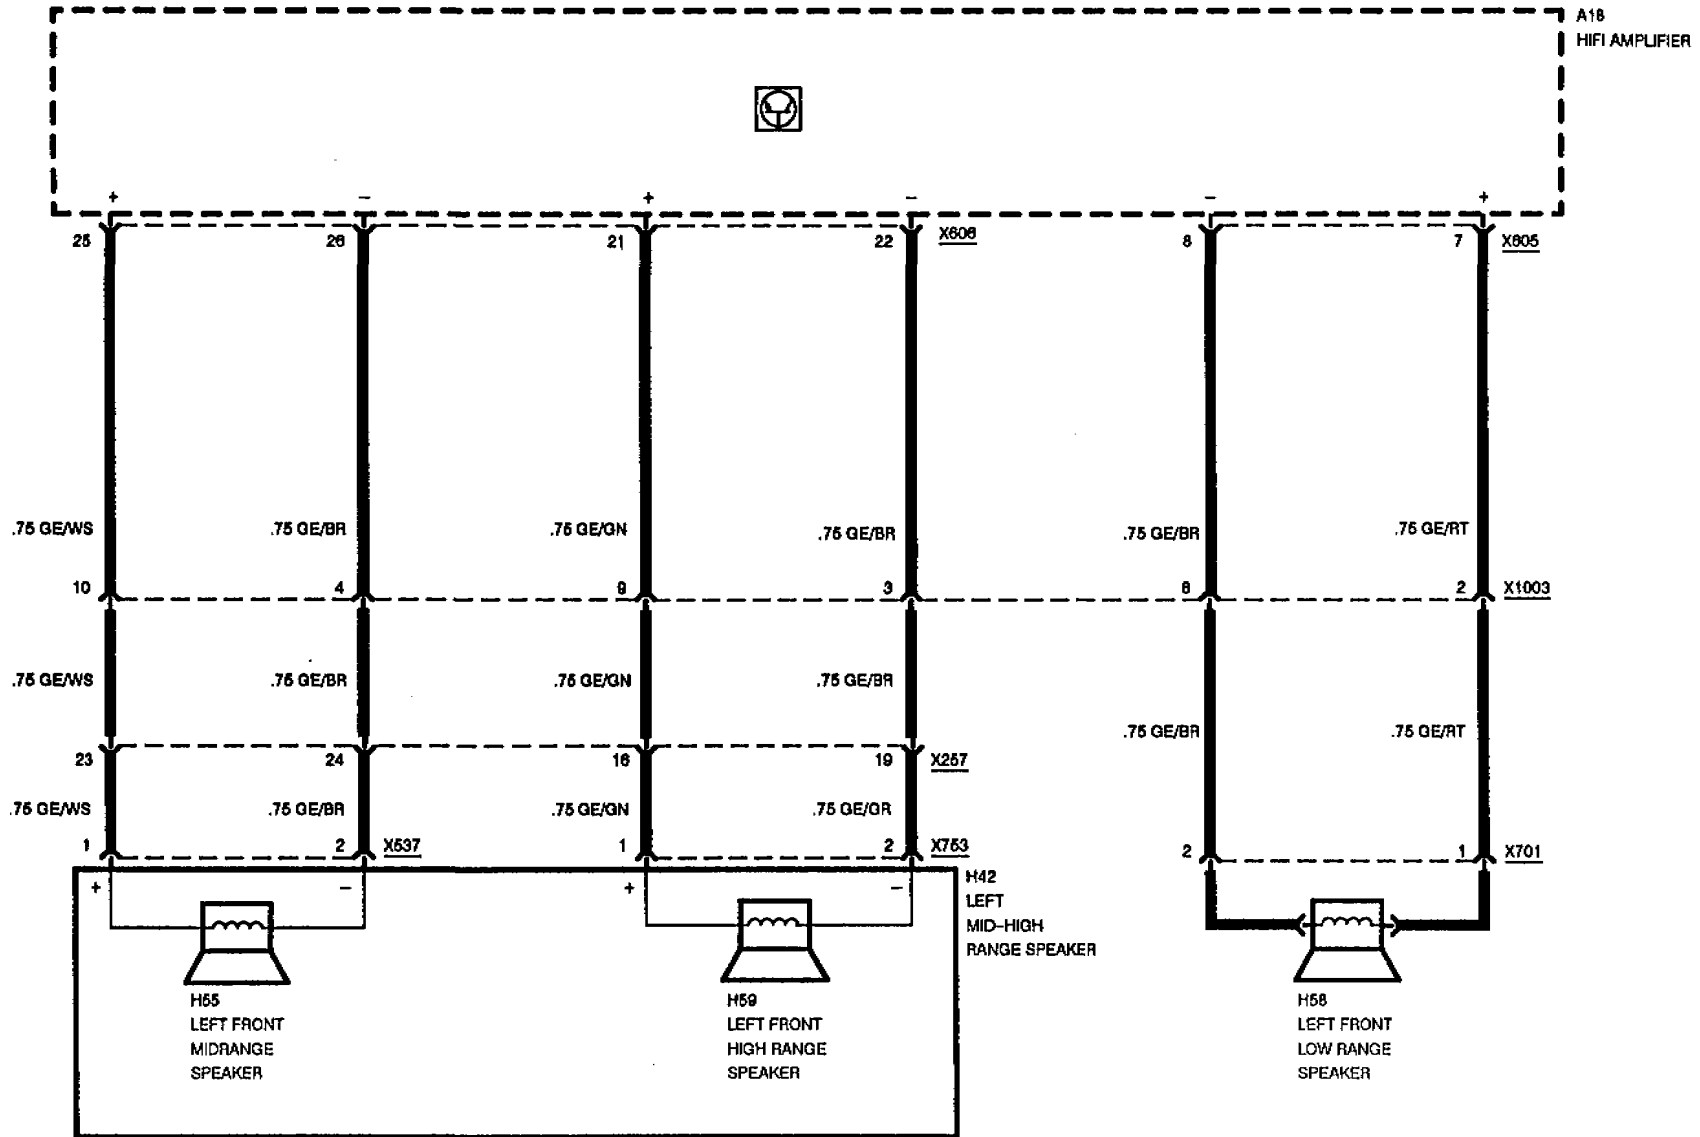 A18
HIFI AMPLIFIER
+ – + – – +
25 26 21 22 X606 8 7 X605
.75 GE/WS .75 GE/BR .75 GE/GN .75 GE/BR .75 GE/BR .75 GE/RT
10 4 9 3 8 2 X1003
.75 GE/WS .75 GE/BR .75 GE/GN .75 GE/BR
.75 GE/BR .75 GE/RT
23 24 18 19 X257
.75 GE/WS .75 GE/BR .75 GE/GN .75 GE/GR
1 2 X537 1 2 X753 2 1 X701
+ – + –
H42
LEFT
MID-HIGH
RANGE SPEAKER
H55
LEFT FRONT
MIDRANGE
SPEAKER
H59
LEFT FRONT
HIGH RANGE
SPEAKER
H58
LEFT FRONT
LOW RANGE
SPEAKER